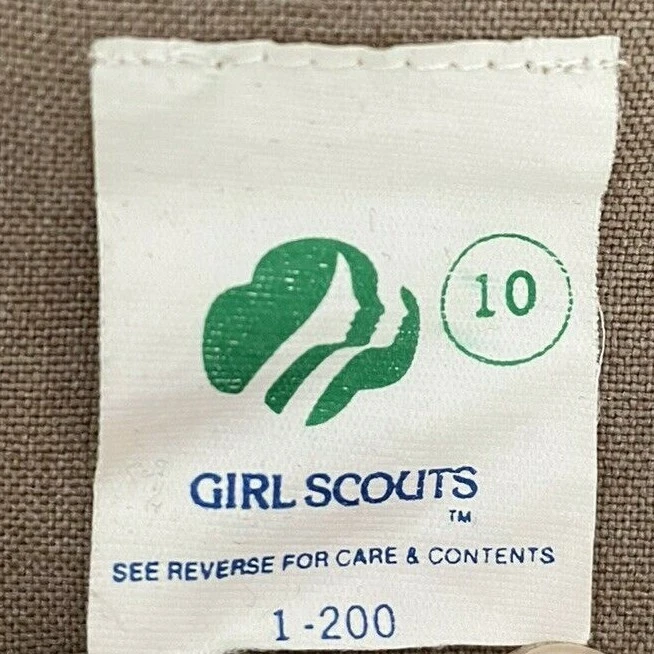 10
GIRL SCOUTS
TM
SEE REVERSE FOR CARE & CONTENTS
1-200